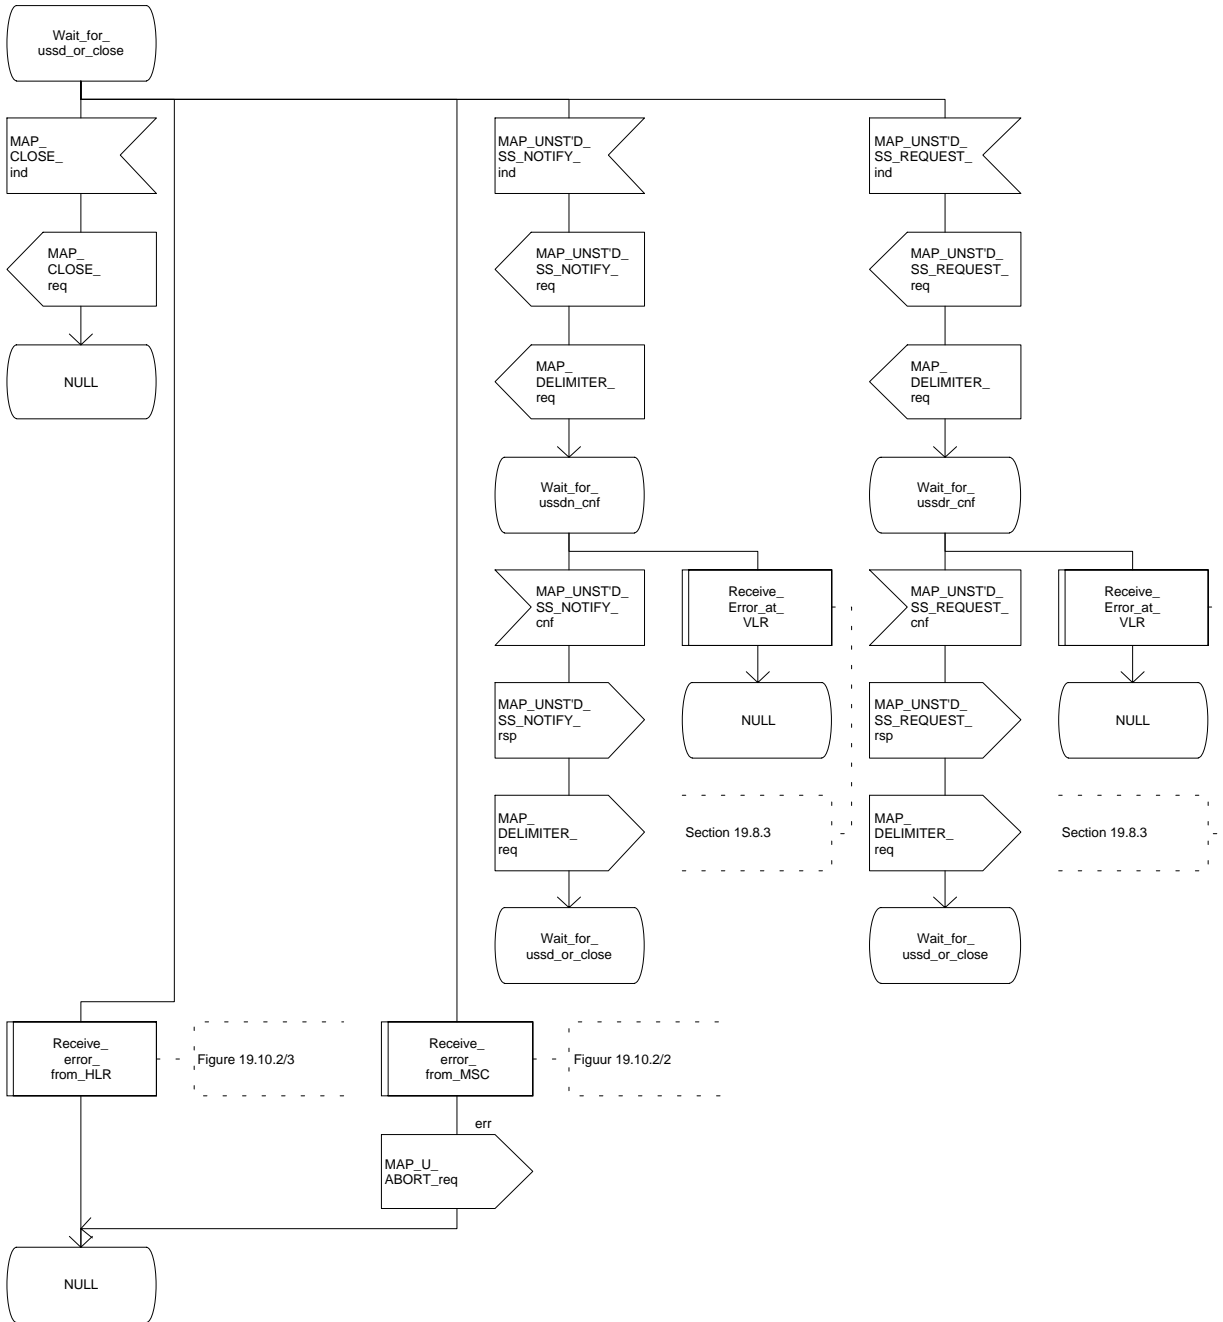 Wait_for_
ussd_or_close
MAP_
CLOSE_
ind
MAP_UNST'D_
SS_NOTIFY_
ind
MAP_UNST'D_
SS_REQUEST_
ind
MAP_
CLOSE_
req
MAP_UNST'D_
SS_NOTIFY_
req
MAP_UNST'D_
SS_REQUEST_
req
NULL
MAP_
DELIMITER_
req
MAP_
DELIMITER_
req
Wait_for_
ussdn_cnf
Wait_for_
ussdr_cnf
MAP_UNST'D_
SS_NOTIFY_
cnf
Receive_
Error_at_
VLR
MAP_UNST'D_
SS_REQUEST_
cnf
Receive_
Error_at_
VLR
MAP_UNST'D_
SS_NOTIFY_
rsp
NULL
MAP_UNST'D_
SS_REQUEST_
rsp
NULL
MAP_
DELIMITER_
req
Section 19.8.3
MAP_
DELIMITER_
req
Section 19.8.3
Wait_for_
ussd_or_close
Wait_for_
ussd_or_close
Receive_
error_
from_HLR
Figure 19.10.2/3
Receive_
error_
from_MSC
Figuur 19.10.2/2
err
MAP_U_
ABORT_req
NULL